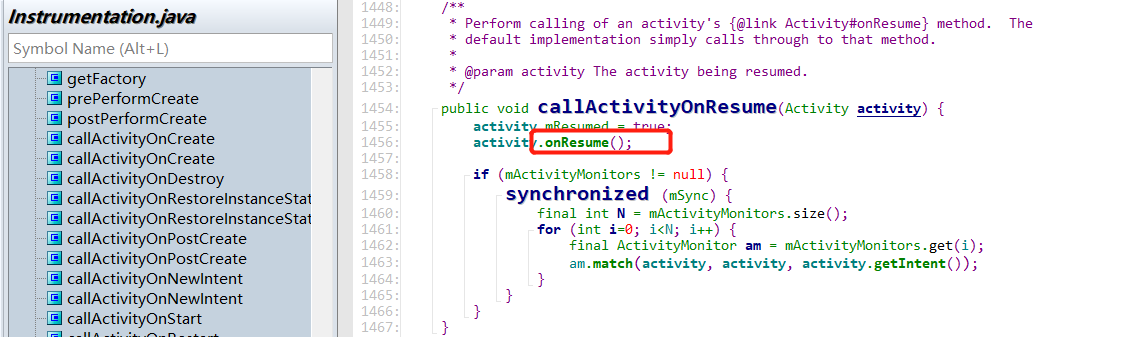 Instrumentation.java
Symbol Name (Alt+L)
getFactory
prePerformCreate
postPerformCreate
callActivityOnCreate
callActivityOnCreate
callActivityOnDestroy
callActivityOnRestoreInstanceStat
callActivityOnRestoreInstanceStat
callActivityOnPostCreate
callActivityOnPostCreate
callActivityOnNewIntent
callActivityOnNewIntent
callActivityOnStart
callActivityOnRestart
1448: /**
1449: * Perform calling of an activity's {@link Activity#onResume} method. The
1450: * default implementation simply calls through to that method.
1451: *
1452: * @param activity The activity being resumed.
1453: */
1454: public void callActivityOnResume(Activity activity) {
1455: activity.mResumed = true;
1456: activity.onResume();
1457:
1458: if (mActivityMonitors != null) {
1459: synchronized (mSync) {
1460: final int N = mActivityMonitors.size();
1461: for (int i=0; i<N; i++) {
1462: final ActivityMonitor am = mActivityMonitors.get(i);
1463: am.match(activity, activity, activity.getIntent());
1464: }
1465: }
1466: }
1467: }